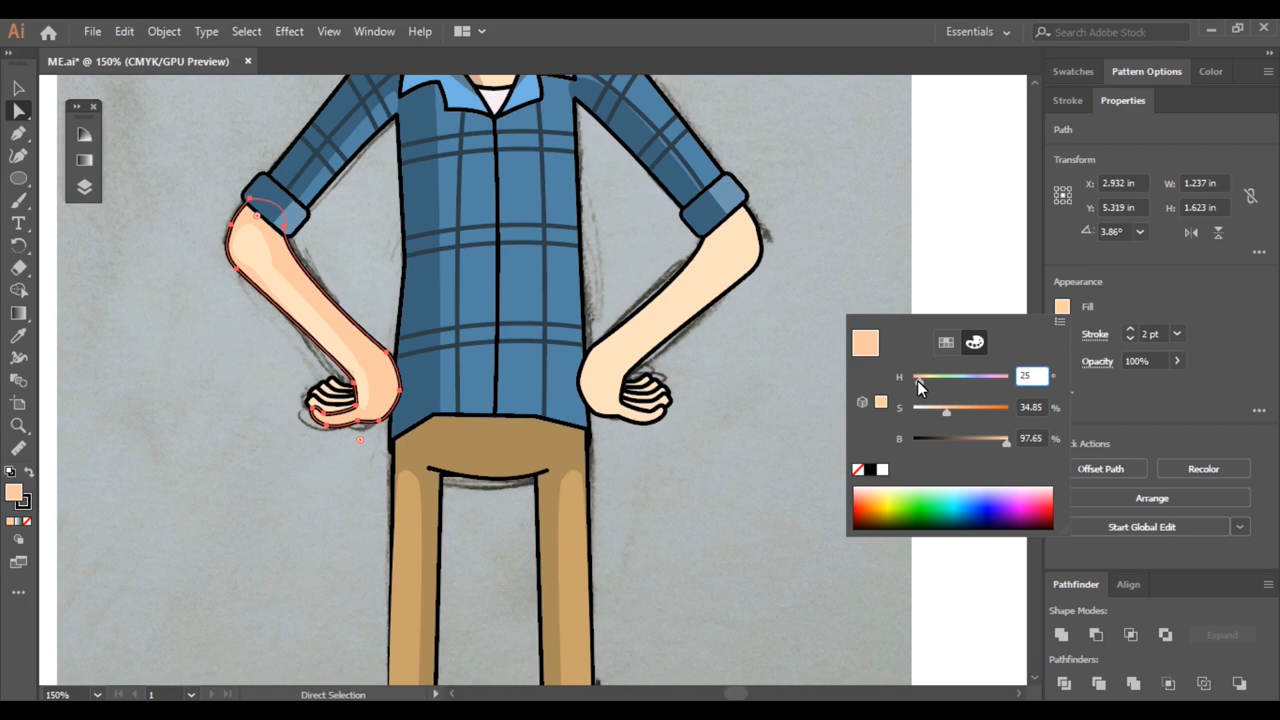 Ai File Edit Object Type Select Effect View Window Help Essentials Search Adobe Stock
ME.ai* @ 150% (CMYK/GPU Preview)
Swatches Pattern Options Color
Stroke Properties
Path
Transform
X: 2.932 in W: 1.237 in
Y: 5.319 in H: 1.623 in
3.86°
Appearance
Fill
Stroke 2 pt
Opacity 100%
H 25 °
S 34.85 %
B 97.65 %
k Actions
Offset Path Recolor
Arrange
Start Global Edit
Pathfinder Align
Shape Modes:
Expand
Pathfinders:
150% 1 Direct Selection